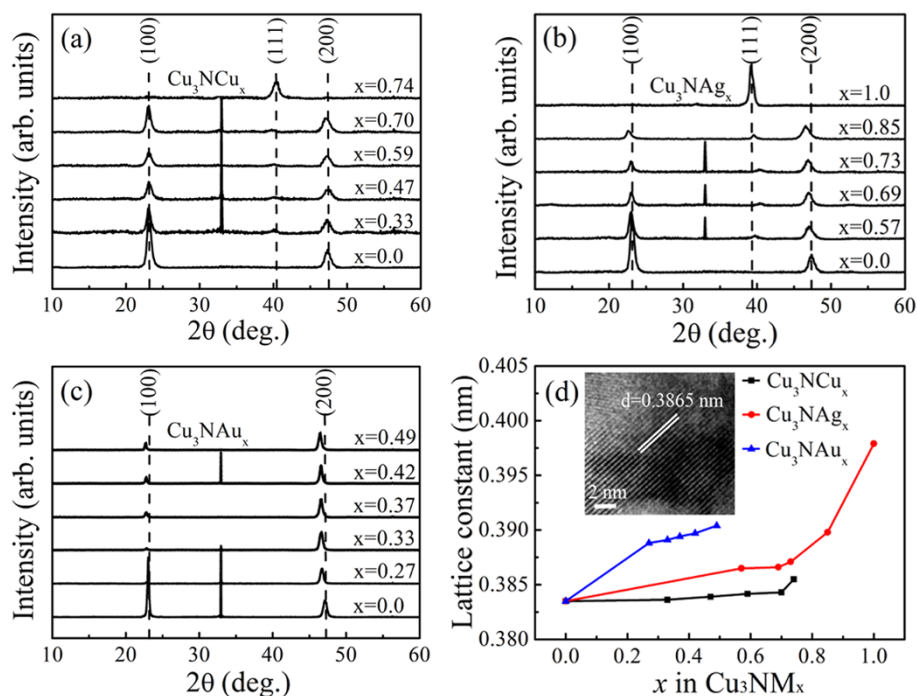 (a)
(100)
(111)
(200)
Cu₃NCuₓ
x=0.74
x=0.70
x=0.59
x=0.47
x=0.33
x=0.0
Intensity (arb. units)
10 20 30 40 50 60
2θ (deg.)
(b)
(100)
(111)
(200)
Cu₃NAgₓ
x=1.0
x=0.85
x=0.73
x=0.69
x=0.57
x=0.0
Intensity (arb. units)
10 20 30 40 50 60
2θ (deg.)
(c)
(100)
(200)
Cu₃NAuₓ
x=0.49
x=0.42
x=0.37
x=0.33
x=0.27
x=0.0
Intensity (arb. units)
10 20 30 40 50 60
2θ (deg.)
(d)
d=0.3865 nm
2 nm
Cu₃NCuₓ
Cu₃NAgₓ
Cu₃NAuₓ
Lattice constant (nm)
0.405
0.400
0.395
0.390
0.385
0.380
0.0 0.2 0.4 0.6 0.8 1.0
x in Cu₃NMₓ